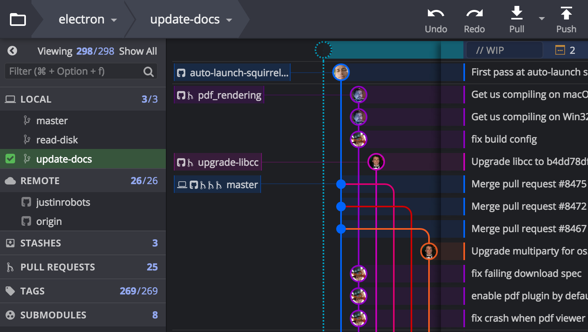 electron
update-docs
Undo
Redo
Pull
Push
Viewing 298/298 Show All
Filter (⌘ + Option + f)
LOCAL 3/3
master
read-disk
update-docs
REMOTE 26/26
justinrobots
origin
STASHES 3
PULL REQUESTS 25
TAGS 269/269
SUBMODULES 8
// WIP 2
auto-launch-squirrel... First pass at auto-launch s
pdf_rendering Get us compiling on macO
Get us compiling on Win32
fix build config
upgrade-libcc Upgrade libcc to b4dd78df
master Merge pull request #8475
Merge pull request #8472
Merge pull request #8467
Upgrade multiparty for os
fix failing download spec
enable pdf plugin by defau
fix crash when pdf viewer